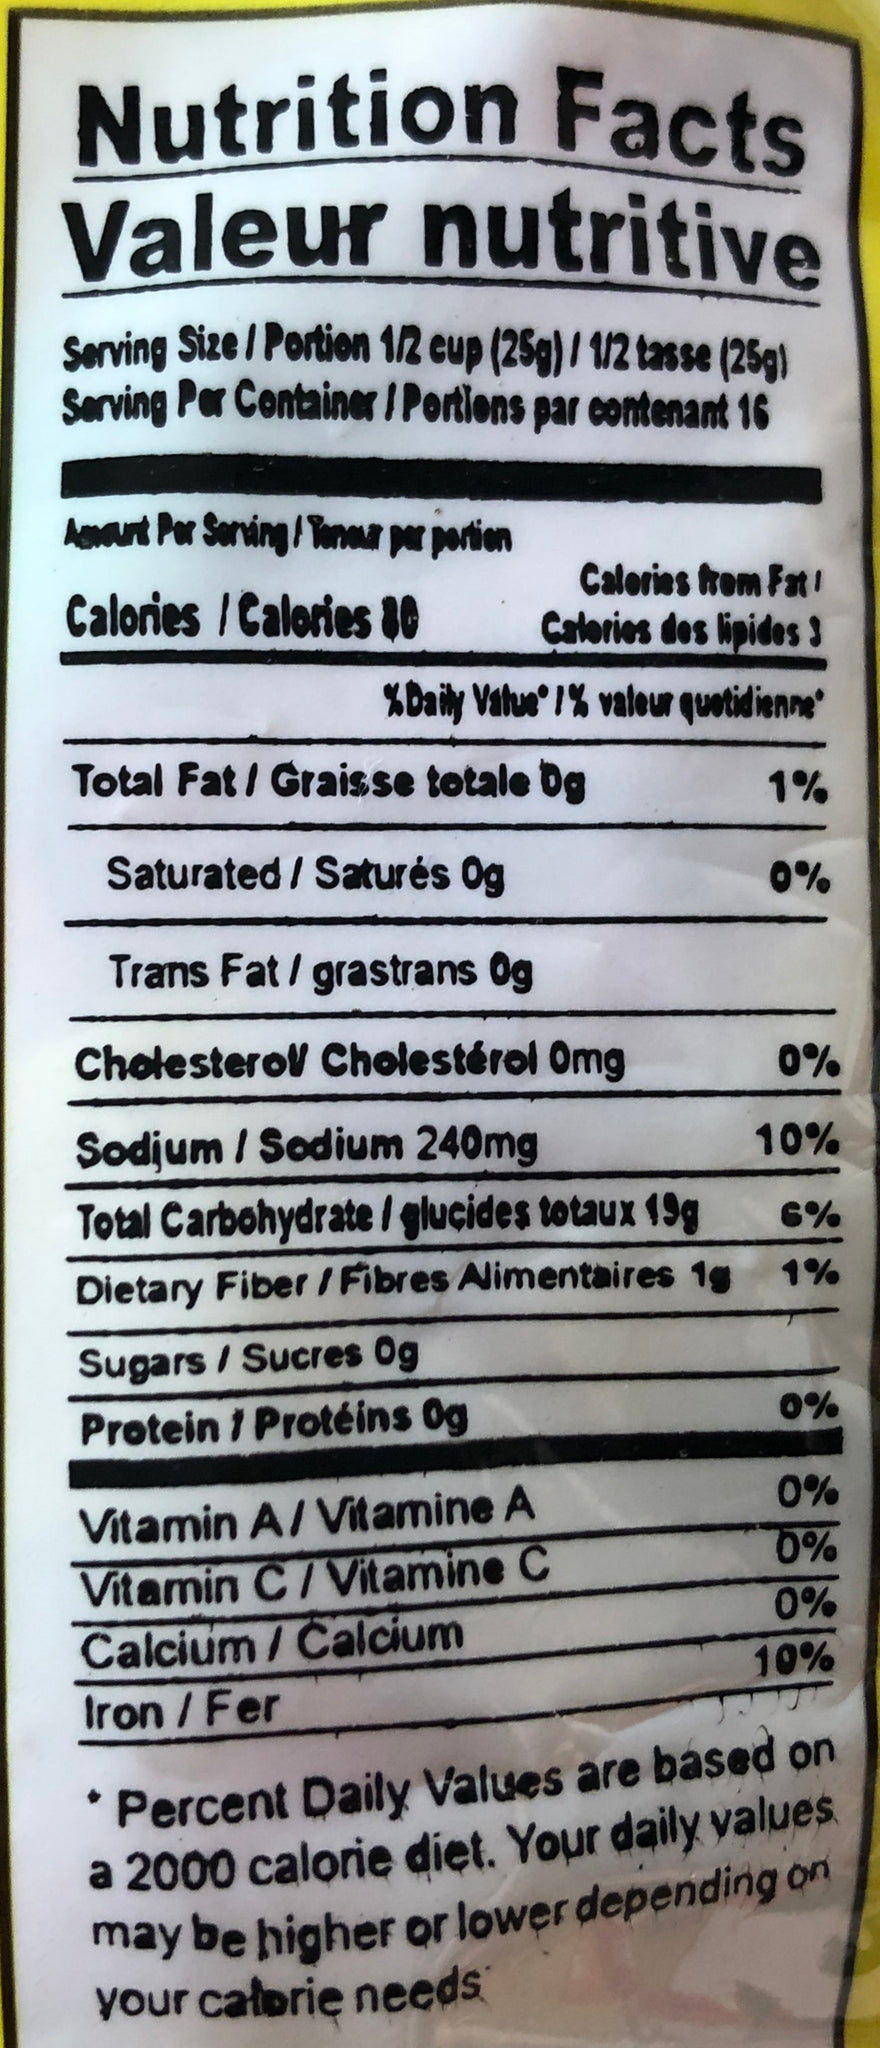 Nutrition Facts
Valeur nutritive
Serving Size / Portion 1/2 cup (25g) / 1/2 tasse (25g)
Serving Per Container / Portions par contenant 16
Amount Per Serving / Teneur par portion
Calories from Fat /
Calories / Calories 80 Calories des lipides 3
% Daily Value* / % valeur quotidienne*
Total Fat / Graisse totale 0g 1%
Saturated / Saturés 0g 0%
Trans Fat / grastrans 0g
Cholesterol/ Cholestérol 0mg 0%
Sodium / Sodium 240mg 10%
Total Carbohydrate / glucides totaux 19g 6%
Dietary Fiber / Fibres Alimentaires 1g 1%
Sugars / Sucres 0g
Protein / Protéins 0g 0%
Vitamin A / Vitamine A 0%
Vitamin C / Vitamine C 0%
Calcium / Calcium 0%
Iron / Fer 10%
* Percent Daily Values are based on
a 2000 calorie diet. Your daily values
may be higher or lower depending on
your calorie needs